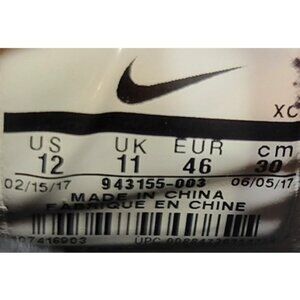 XC
US UK EUR cm
12 11 46 30
02/15/17 943155-003 06/05/17
MADE IN CHINA
FABRIQUE EN CHINE